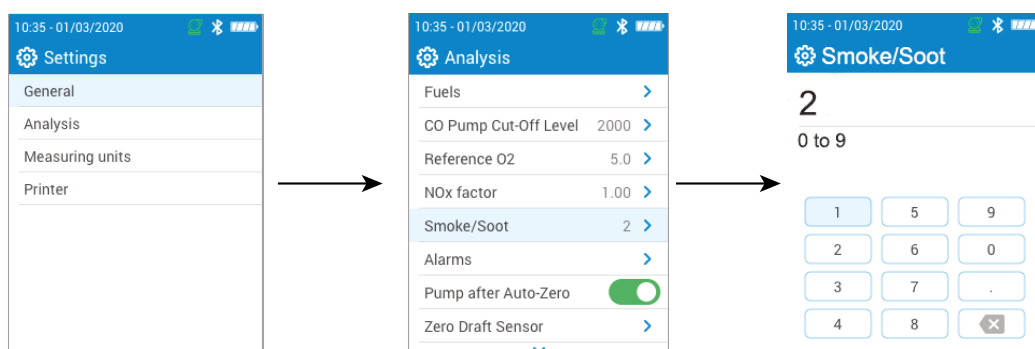 10:35 - 01/03/2020
Settings
General
Analysis
Measuring units
Printer
10:35 - 01/03/2020
Analysis
Fuels
CO Pump Cut-Off Level 2000
Reference O2 5.0
NOx factor 1.00
Smoke/Soot 2
Alarms
Pump after Auto-Zero
Zero Draft Sensor
10:35 - 01/03/2020
Smoke/Soot
2
0 to 9
1 5 9
2 6 0
3 7 .
4 8